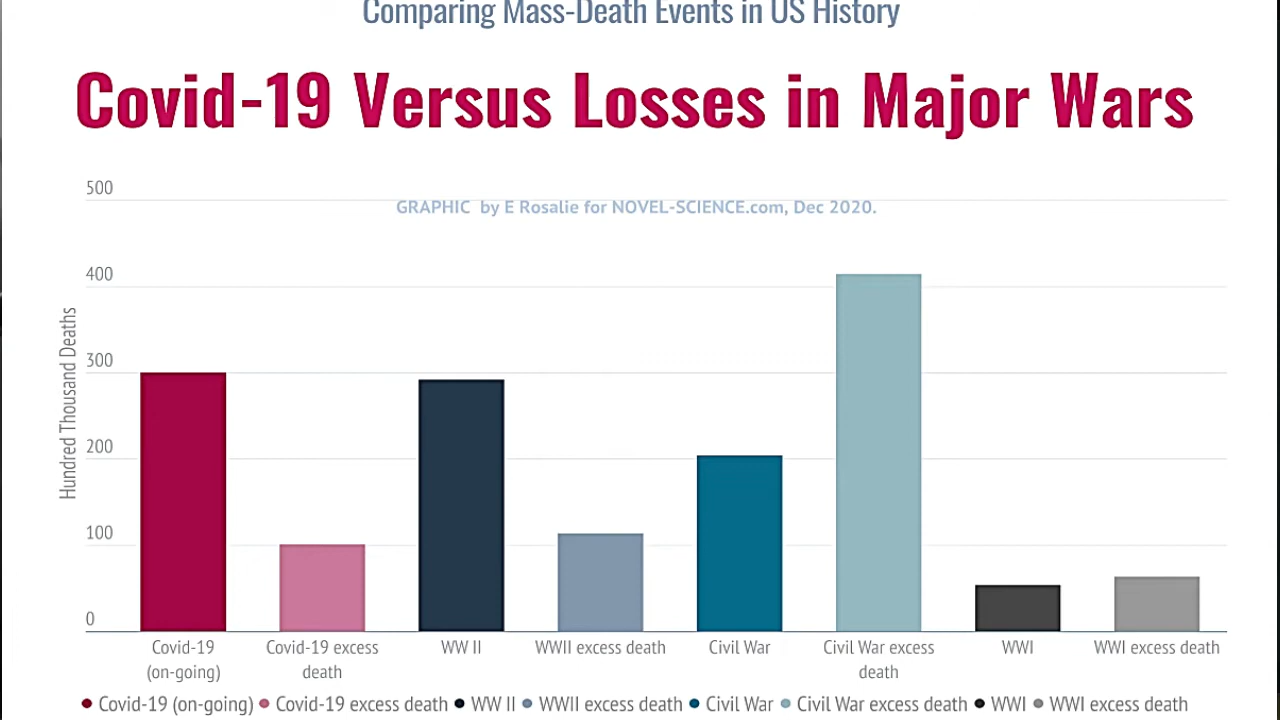 Comparing Mass-Death Events in US History
Covid-19 Versus Losses in Major Wars
500
GRAPHIC by E Rosalie for NOVEL-SCIENCE.com, Dec 2020.
400
300
200
100
0
Hundred Thousand Deaths
Covid-19
(on-going)
Covid-19 excess
death
WW II
WWII excess death
Civil War
Civil War excess
death
WWI
WWI excess death
Covid-19 (on-going) Covid-19 excess death WW II WWII excess death Civil War Civil War excess death WWI WWI excess death